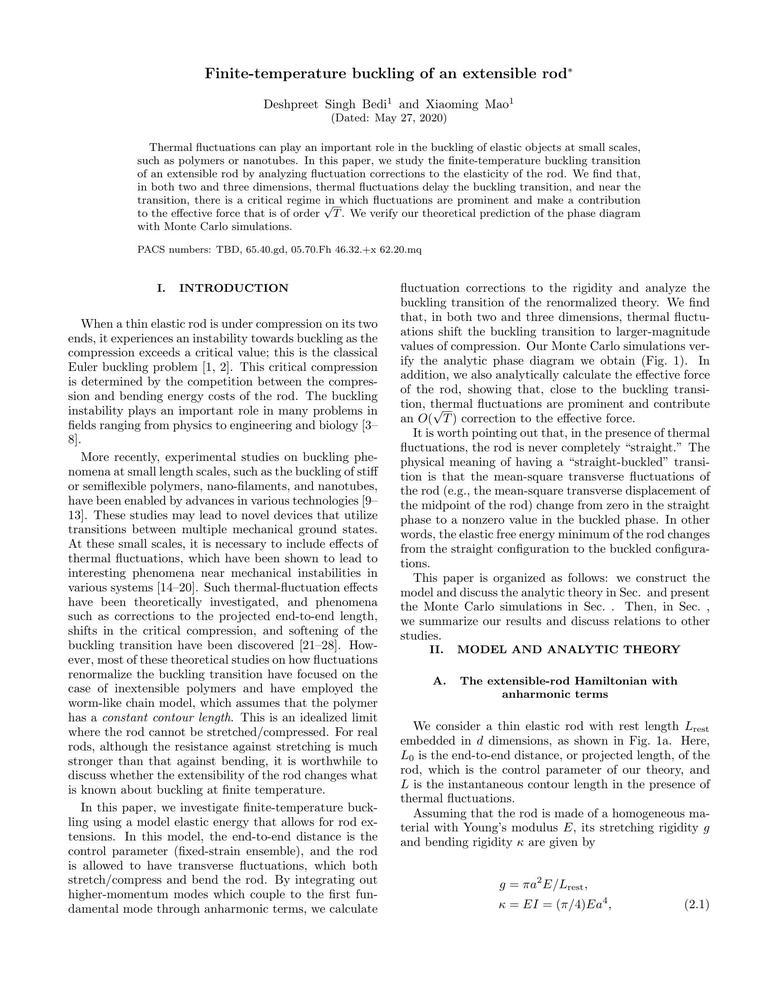 Finite-temperature buckling of an extensible rod*
Deshpreet Singh Bedi¹ and Xiaoming Mao¹
(Dated: May 27, 2020)
Thermal fluctuations can play an important role in the buckling of elastic objects at small scales,
such as polymers or nanotubes. In this paper, we study the finite-temperature buckling transition
of an extensible rod by analyzing fluctuation corrections to the elasticity of the rod. We find that,
in both two and three dimensions, thermal fluctuations delay the buckling transition, and near the
transition, there is a critical regime in which fluctuations are prominent and make a contribution
to the effective force that is of order √T. We verify our theoretical prediction of the phase diagram
with Monte Carlo simulations.
PACS numbers: TBD, 65.40.gd, 05.70.Fh 46.32.+x 62.20.mq
I. INTRODUCTION
When a thin elastic rod is under compression on its two
ends, it experiences an instability towards buckling as the
compression exceeds a critical value; this is the classical
Euler buckling problem [1, 2]. This critical compression
is determined by the competition between the compres-
sion and bending energy costs of the rod. The buckling
instability plays an important role in many problems in
fields ranging from physics to engineering and biology [3–
8].
More recently, experimental studies on buckling phe-
nomena at small length scales, such as the buckling of stiff
or semiflexible polymers, nano-filaments, and nanotubes,
have been enabled by advances in various technologies [9–
13]. These studies may lead to novel devices that utilize
transitions between multiple mechanical ground states.
At these small scales, it is necessary to include effects of
thermal fluctuations, which have been shown to lead to
interesting phenomena near mechanical instabilities in
various systems [14–20]. Such thermal-fluctuation effects
have been theoretically investigated, and phenomena
such as corrections to the projected end-to-end length,
shifts in the critical compression, and softening of the
buckling transition have been discovered [21–28]. How-
ever, most of these theoretical studies on how fluctuations
renormalize the buckling transition have focused on the
case of inextensible polymers and have employed the
worm-like chain model, which assumes that the polymer
has a constant contour length. This is an idealized limit
where the rod cannot be stretched/compressed. For real
rods, although the resistance against stretching is much
stronger than that against bending, it is worthwhile to
discuss whether the extensibility of the rod changes what
is known about buckling at finite temperature.
In this paper, we investigate finite-temperature buck-
ling using a model elastic energy that allows for rod ex-
tensions. In this model, the end-to-end distance is the
control parameter (fixed-strain ensemble), and the rod
is allowed to have transverse fluctuations, which both
stretch/compress and bend the rod. By integrating out
higher-momentum modes which couple to the first fun-
damental mode through anharmonic terms, we calculate
fluctuation corrections to the rigidity and analyze the
buckling transition of the renormalized theory. We find
that, in both two and three dimensions, thermal fluctu-
ations shift the buckling transition to larger-magnitude
values of compression. Our Monte Carlo simulations ver-
ify the analytic phase diagram we obtain (Fig. 1). In
addition, we also analytically calculate the effective force
of the rod, showing that, close to the buckling transi-
tion, thermal fluctuations are prominent and contribute
an O(√T) correction to the effective force.
It is worth pointing out that, in the presence of thermal
fluctuations, the rod is never completely “straight.” The
physical meaning of having a “straight-buckled” transi-
tion is that the mean-square transverse fluctuations of
the rod (e.g., the mean-square transverse displacement of
the midpoint of the rod) change from zero in the straight
phase to a nonzero value in the buckled phase. In other
words, the elastic free energy minimum of the rod changes
from the straight configuration to the buckled configura-
tions.
This paper is organized as follows: we construct the
model and discuss the analytic theory in Sec. and present
the Monte Carlo simulations in Sec. . Then, in Sec. ,
we summarize our results and discuss relations to other
studies.
II. MODEL AND ANALYTIC THEORY
A. The extensible-rod Hamiltonian with
anharmonic terms
We consider a thin elastic rod with rest length L_rest
embedded in d dimensions, as shown in Fig. 1a. Here,
L₀ is the end-to-end distance, or projected length, of the
rod, which is the control parameter of our theory, and
L is the instantaneous contour length in the presence of
thermal fluctuations.
Assuming that the rod is made of a homogeneous ma-
terial with Young's modulus E, its stretching rigidity g
and bending rigidity κ are given by
g = πa²E/L_rest,
κ = EI = (π/4)Ea⁴, (2.1)